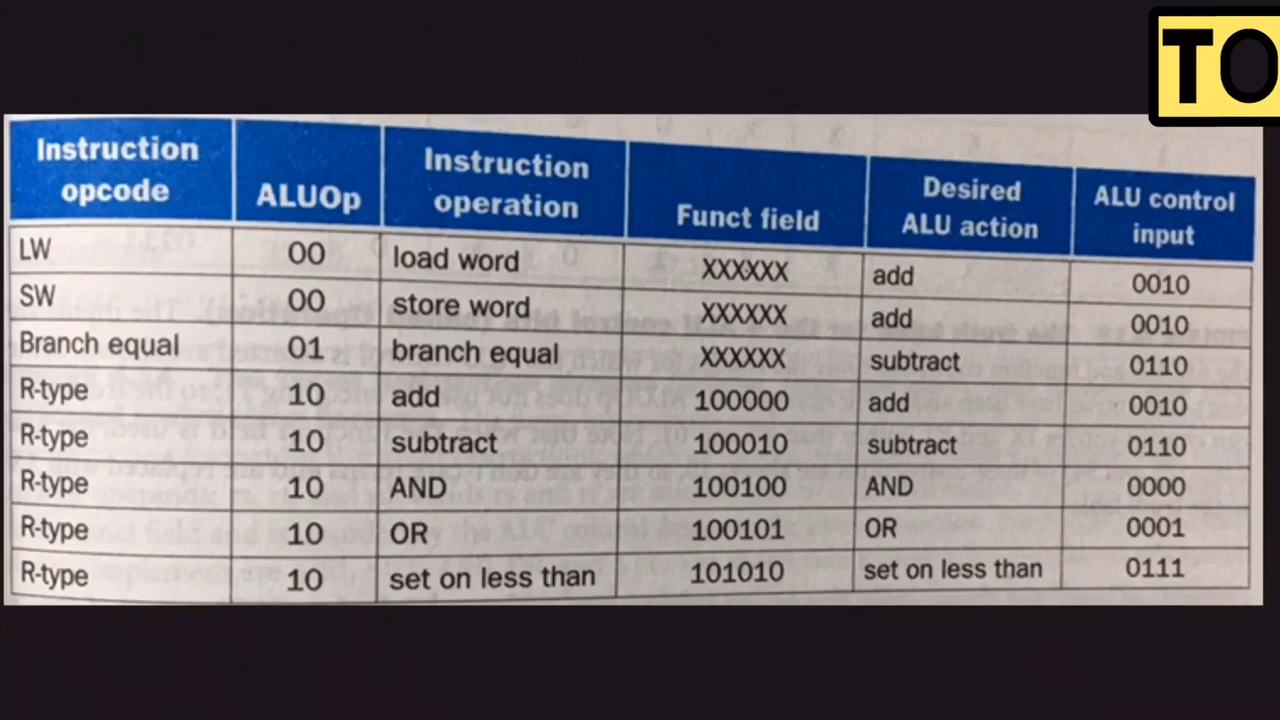 TO
Instruction opcode | ALUOp | Instruction operation | Funct field | Desired ALU action | ALU control input
LW | 00 | load word | XXXXXX | add | 0010
SW | 00 | store word | XXXXXX | add | 0010
Branch equal | 01 | branch equal | XXXXXX | subtract | 0110
R-type | 10 | add | 100000 | add | 0010
R-type | 10 | subtract | 100010 | subtract | 0110
R-type | 10 | AND | 100100 | AND | 0000
R-type | 10 | OR | 100101 | OR | 0001
R-type | 10 | set on less than | 101010 | set on less than | 0111